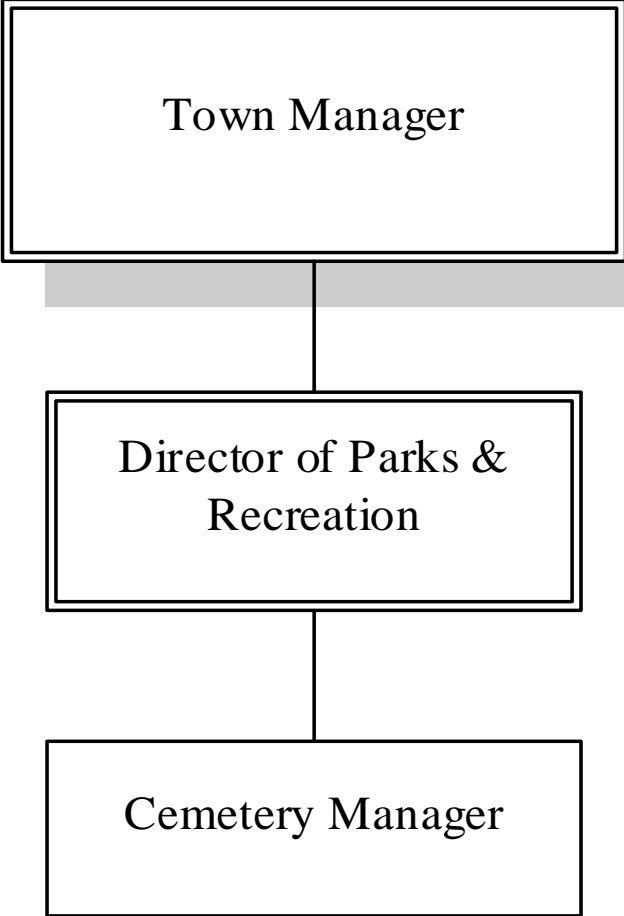 Town Manager
Director of Parks &
Recreation
Cemetery Manager